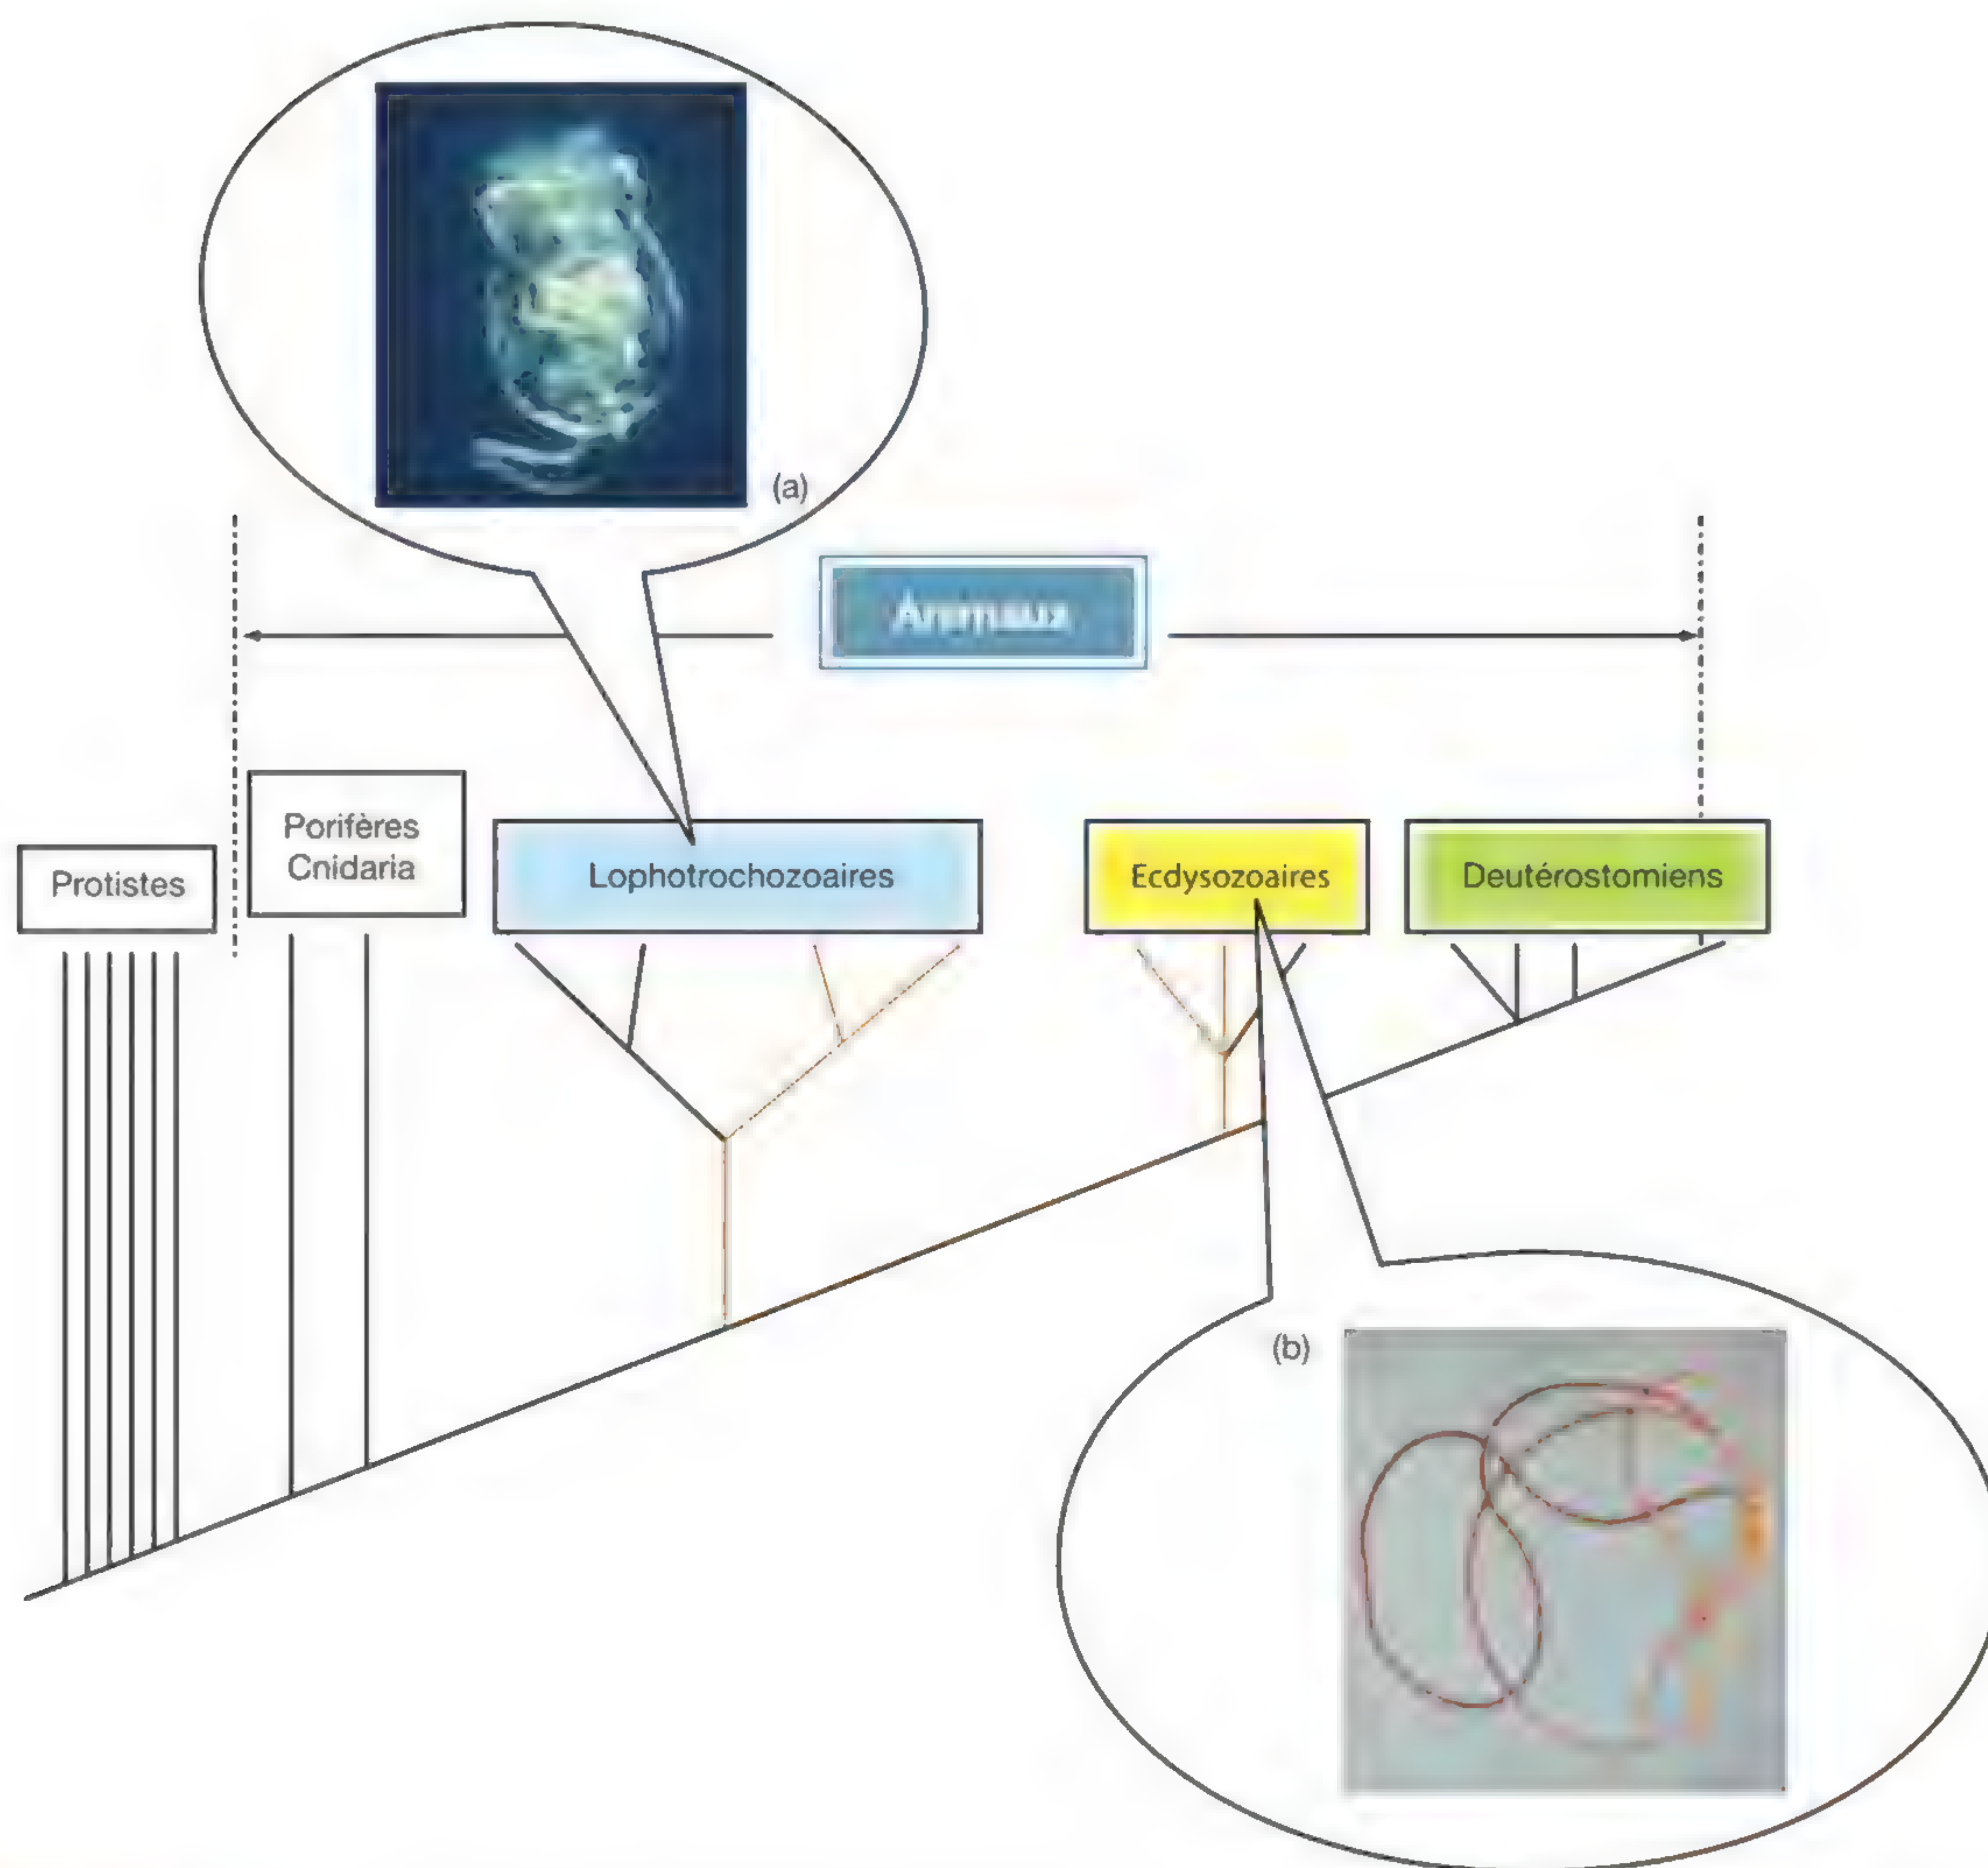 (a)
Animaux
Porifères
Cnidaria
Protistes
Lophotrochozoaires
Ecdysozoaires
Deutérostomiens
(b)